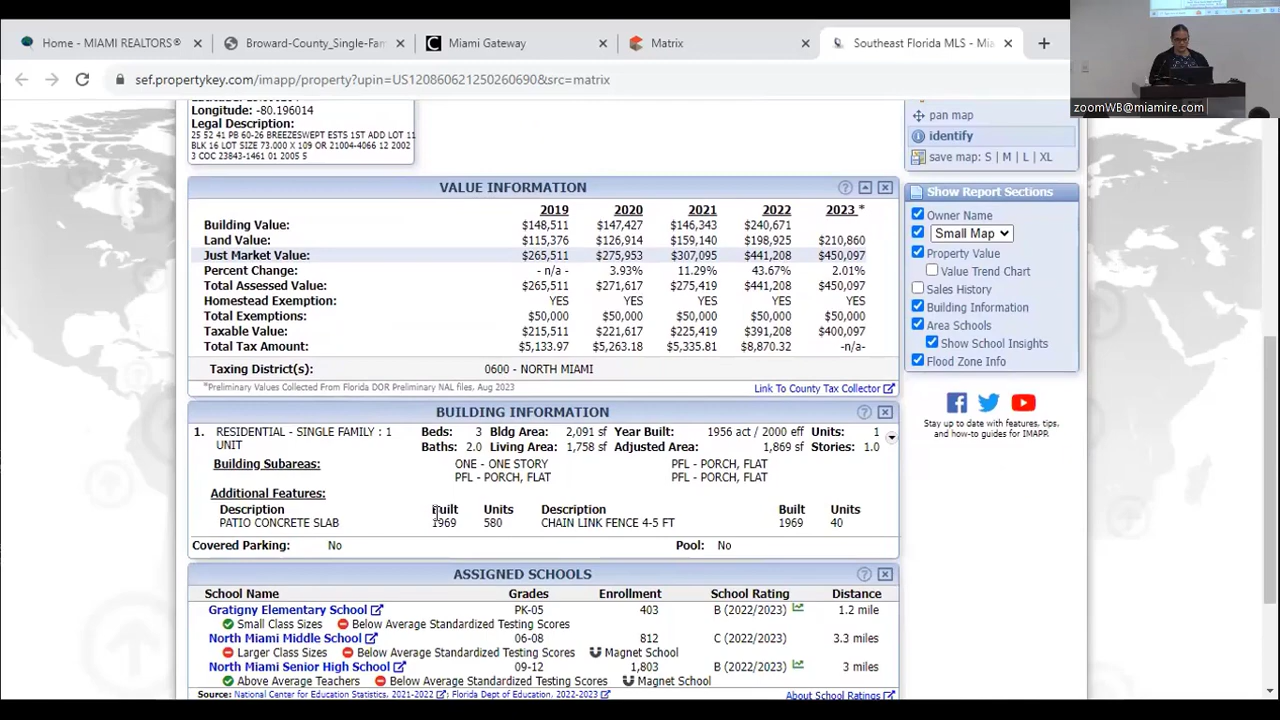 Home - MIAMI REALTORS®
Broward-County_Single-Fam
Miami Gateway
Matrix
Southeast Florida MLS - Mi
sef.propertykey.com/imapp/property?upin=US120860621250260690&src=matrix
zoomWB@miamire.com
Longitude: -80.196014
Legal Description:
25 52 41 PB 60-26 BREEZESWEPT ESTS 1ST ADD LOT 11
BLK 16 LOT SIZE 73.000 X 109 OR 21004-4066 12 2002
3 COC 23843-1461 01 2005 5
pan map
identify
save map: S | M | L | XL
VALUE INFORMATION
2019 2020 2021 2022 2023 *
Building Value: $148,511 $147,427 $146,343 $240,671
Land Value: $115,376 $126,914 $159,140 $198,925 $210,860
Just Market Value: $265,511 $275,953 $307,095 $441,208 $450,097
Percent Change: - n/a - 3.93% 11.29% 43.67% 2.01%
Total Assessed Value: $265,511 $271,617 $275,419 $441,208 $450,097
Homestead Exemption: YES YES YES YES YES
Total Exemptions: $50,000 $50,000 $50,000 $50,000 $50,000
Taxable Value: $215,511 $221,617 $225,419 $391,208 $400,097
Total Tax Amount: $5,133.97 $5,263.18 $5,335.81 $8,870.32 -n/a-
Taxing District(s): 0600 - NORTH MIAMI
*Preliminary Values Collected From Florida DOR Preliminary NAL files, Aug 2023
Link To County Tax Collector
Show Report Sections
Owner Name
Small Map
Property Value
Value Trend Chart
Sales History
Building Information
Area Schools
Show School Insights
Flood Zone Info
Stay up to date with features, tips,
and how-to guides for IMAPP.
BUILDING INFORMATION
1. RESIDENTIAL - SINGLE FAMILY : 1 Beds: 3 Bldg Area: 2,091 sf Year Built: 1956 act / 2000 eff Units: 1
UNIT Baths: 2.0 Living Area: 1,758 sf Adjusted Area: 1,869 sf Stories: 1.0
Building Subareas: ONE - ONE STORY PFL - PORCH, FLAT
PFL - PORCH, FLAT PFL - PORCH, FLAT
Additional Features:
Description Built Units Description Built Units
PATIO CONCRETE SLAB 1969 580 CHAIN LINK FENCE 4-5 FT 1969 40
Covered Parking: No Pool: No
ASSIGNED SCHOOLS
School Name Grades Enrollment School Rating Distance
Gratigny Elementary School PK-05 403 B (2022/2023) 1.2 mile
Small Class Sizes Below Average Standardized Testing Scores
North Miami Middle School 06-08 812 C (2022/2023) 3.3 miles
Larger Class Sizes Below Average Standardized Testing Scores Magnet School
North Miami Senior High School 09-12 1,803 B (2022/2023) 3 miles
Above Average Teachers Below Average Standardized Testing Scores Magnet School
Source: National Center for Education Statistics, 2021-2022; Florida Dept of Education, 2022-2023
About School Ratings